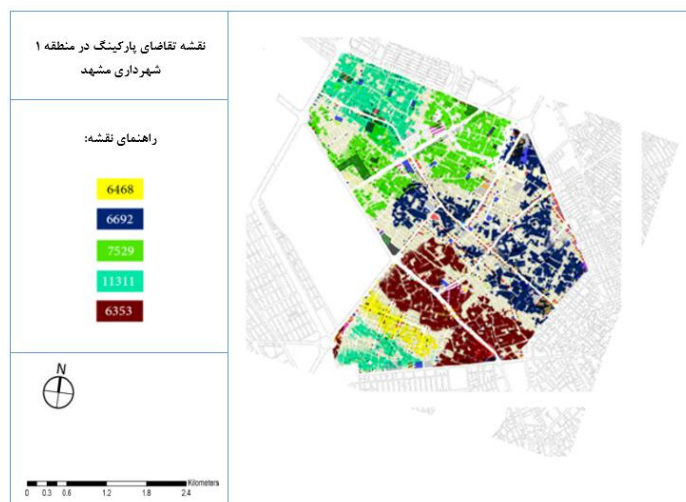 نقشه تقاضای پارکینگ در منطقه ۱
شهرداری مشهد
راهنمای نقشه:
6468
6692
7529
11311
6353
N
Kilometers
0 0.3 0.6 1.2 1.8 2.4